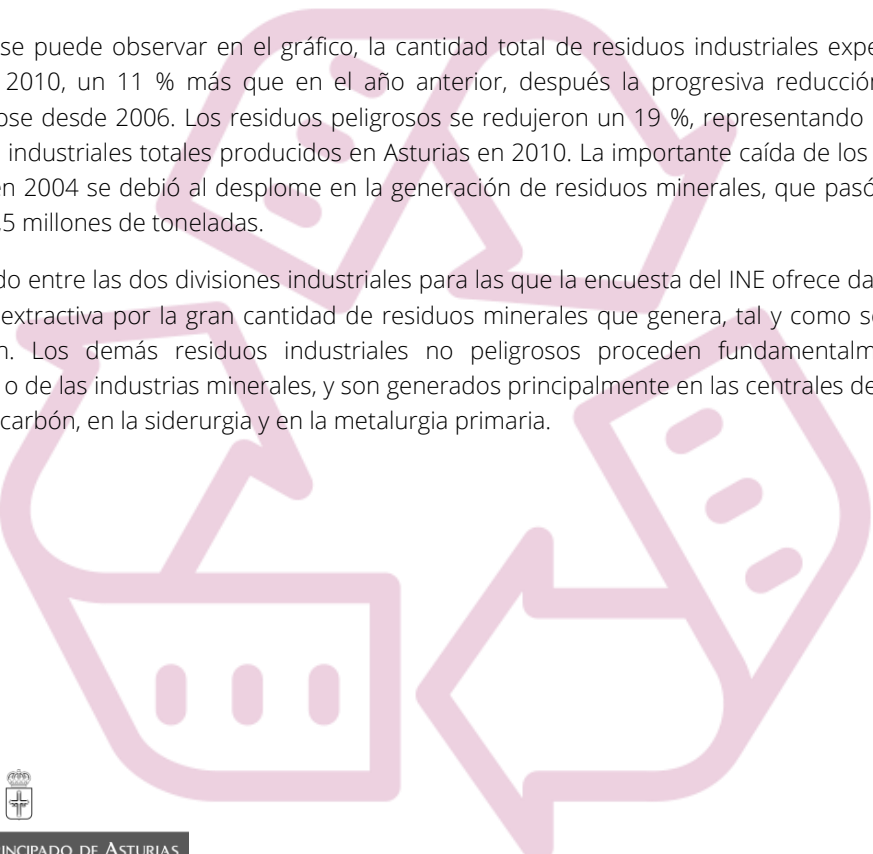 se puede observar en el gráfico, la cantidad total de residuos industriales expe
2010, un 11 % más que en el año anterior, después la progresiva reducción
ose desde 2006. Los residuos peligrosos se redujeron un 19 %, representando
industriales totales producidos en Asturias en 2010. La importante caída de los
en 2004 se debió al desplome en la generación de residuos minerales, que pasó
,5 millones de toneladas.
do entre las dos divisiones industriales para las que la encuesta del INE ofrece da
extractiva por la gran cantidad de residuos minerales que genera, tal y como s
n. Los demás residuos industriales no peligrosos proceden fundamentalm
o de las industrias minerales, y son generados principalmente en las centrales de
carbón, en la siderurgia y en la metalurgia primaria.
INCIPADO DE ASTURIAS